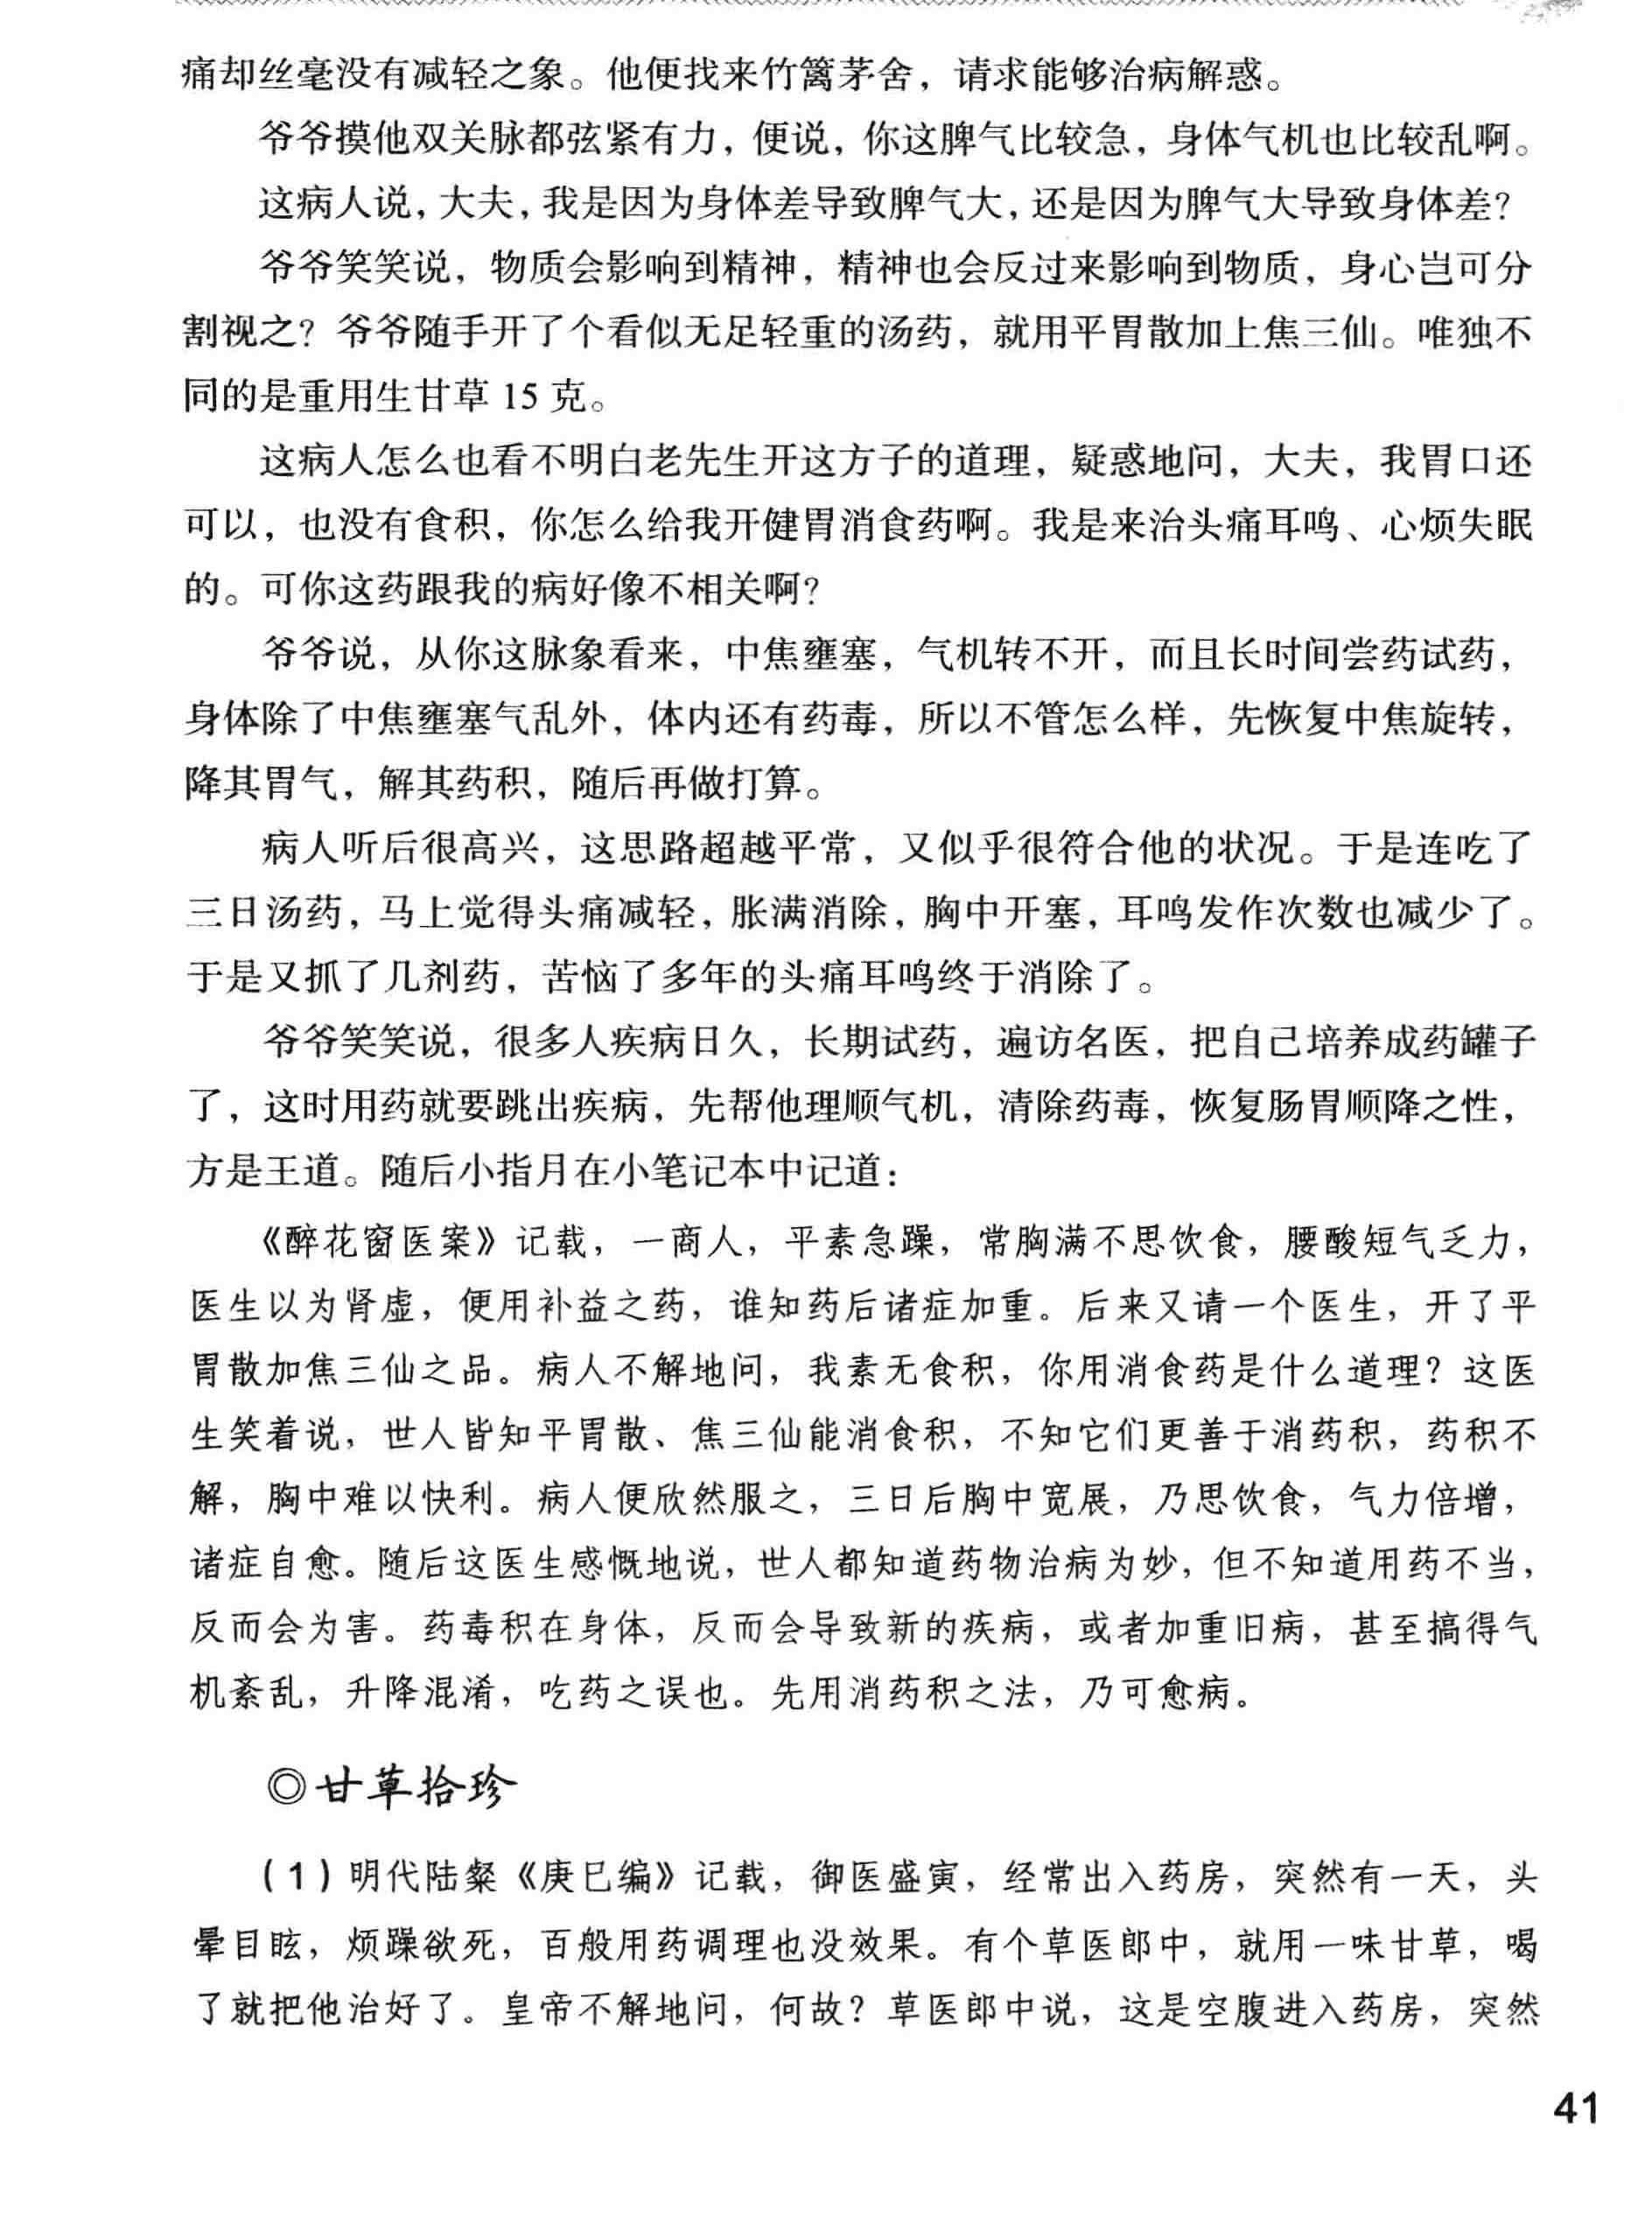 痛却丝毫没有减轻之象。他便找来竹篱茅舍，请求能够治病解惑。
爷爷摸他双关脉都弦紧有力，便说，你这脾气比较急，身体气机也比较乱啊。
这病人说，大夫，我是因为身体差导致脾气大，还是因为脾气大导致身体差？
爷爷笑笑说，物质会影响到精神，精神也会反过来影响到物质，身心岂可分
割视之？爷爷随手开了个看似无足轻重的汤药，就用平胃散加上焦三仙。唯独不
同的是重用生甘草 15 克。
这病人怎么也看不明白老先生开这方子的道理，疑惑地问，大夫，我胃口还
可以，也没有食积，你怎么给我开健胃消食药啊。我是来治头痛耳鸣、心烦失眠
的。可你这药跟我的病好像不相关啊？
爷爷说，从你这脉象看来，中焦壅塞，气机转不开，而且长时间尝药试药，
身体除了中焦壅塞气乱外，体内还有药毒，所以不管怎么样，先恢复中焦旋转，
降其胃气，解其药积，随后再做打算。
病人听后很高兴，这思路超越平常，又似乎很符合他的状况。于是连吃了
三日汤药，马上觉得头痛减轻，胀满消除，胸中开塞，耳鸣发作次数也减少了。
于是又抓了几剂药，苦恼了多年的头痛耳鸣终于消除了。
爷爷笑笑说，很多人疾病日久，长期试药，遍访名医，把自己培养成药罐子
了，这时用药就要跳出疾病，先帮他理顺气机，清除药毒，恢复肠胃顺降之性，
方是王道。随后小指月在小笔记本中记道：
《醉花窗医案》记载，一商人，平素急躁，常胸满不思饮食，腰酸短气乏力，
医生以为肾虚，便用补益之药，谁知药后诸症加重。后来又请一个医生，开了平
胃散加焦三仙之品。病人不解地问，我素无食积，你用消食药是什么道理？这医
生笑着说，世人皆知平胃散、焦三仙能消食积，不知它们更善于消药积，药积不
解，胸中难以快利。病人便欣然服之，三日后胸中宽展，乃思饮食，气力倍增，
诸症自愈。随后这医生感慨地说，世人都知道药物治病为妙，但不知道用药不当，
反而会为害。药毒积在身体，反而会导致新的疾病，或者加重旧病，甚至搞得气
机紊乱，升降混淆，吃药之误也。先用消药积之法，乃可愈病。
◎甘草拾珍
（1）明代陆粲《庚巳编》记载，御医盛寅，经常出入药房，突然有一天，头
晕目眩，烦躁欲死，百般用药调理也没效果。有个草医郎中，就用一味甘草，喝
了就把他治好了。皇帝不解地问，何故？草医郎中说，这是空腹进入药房，突然
41